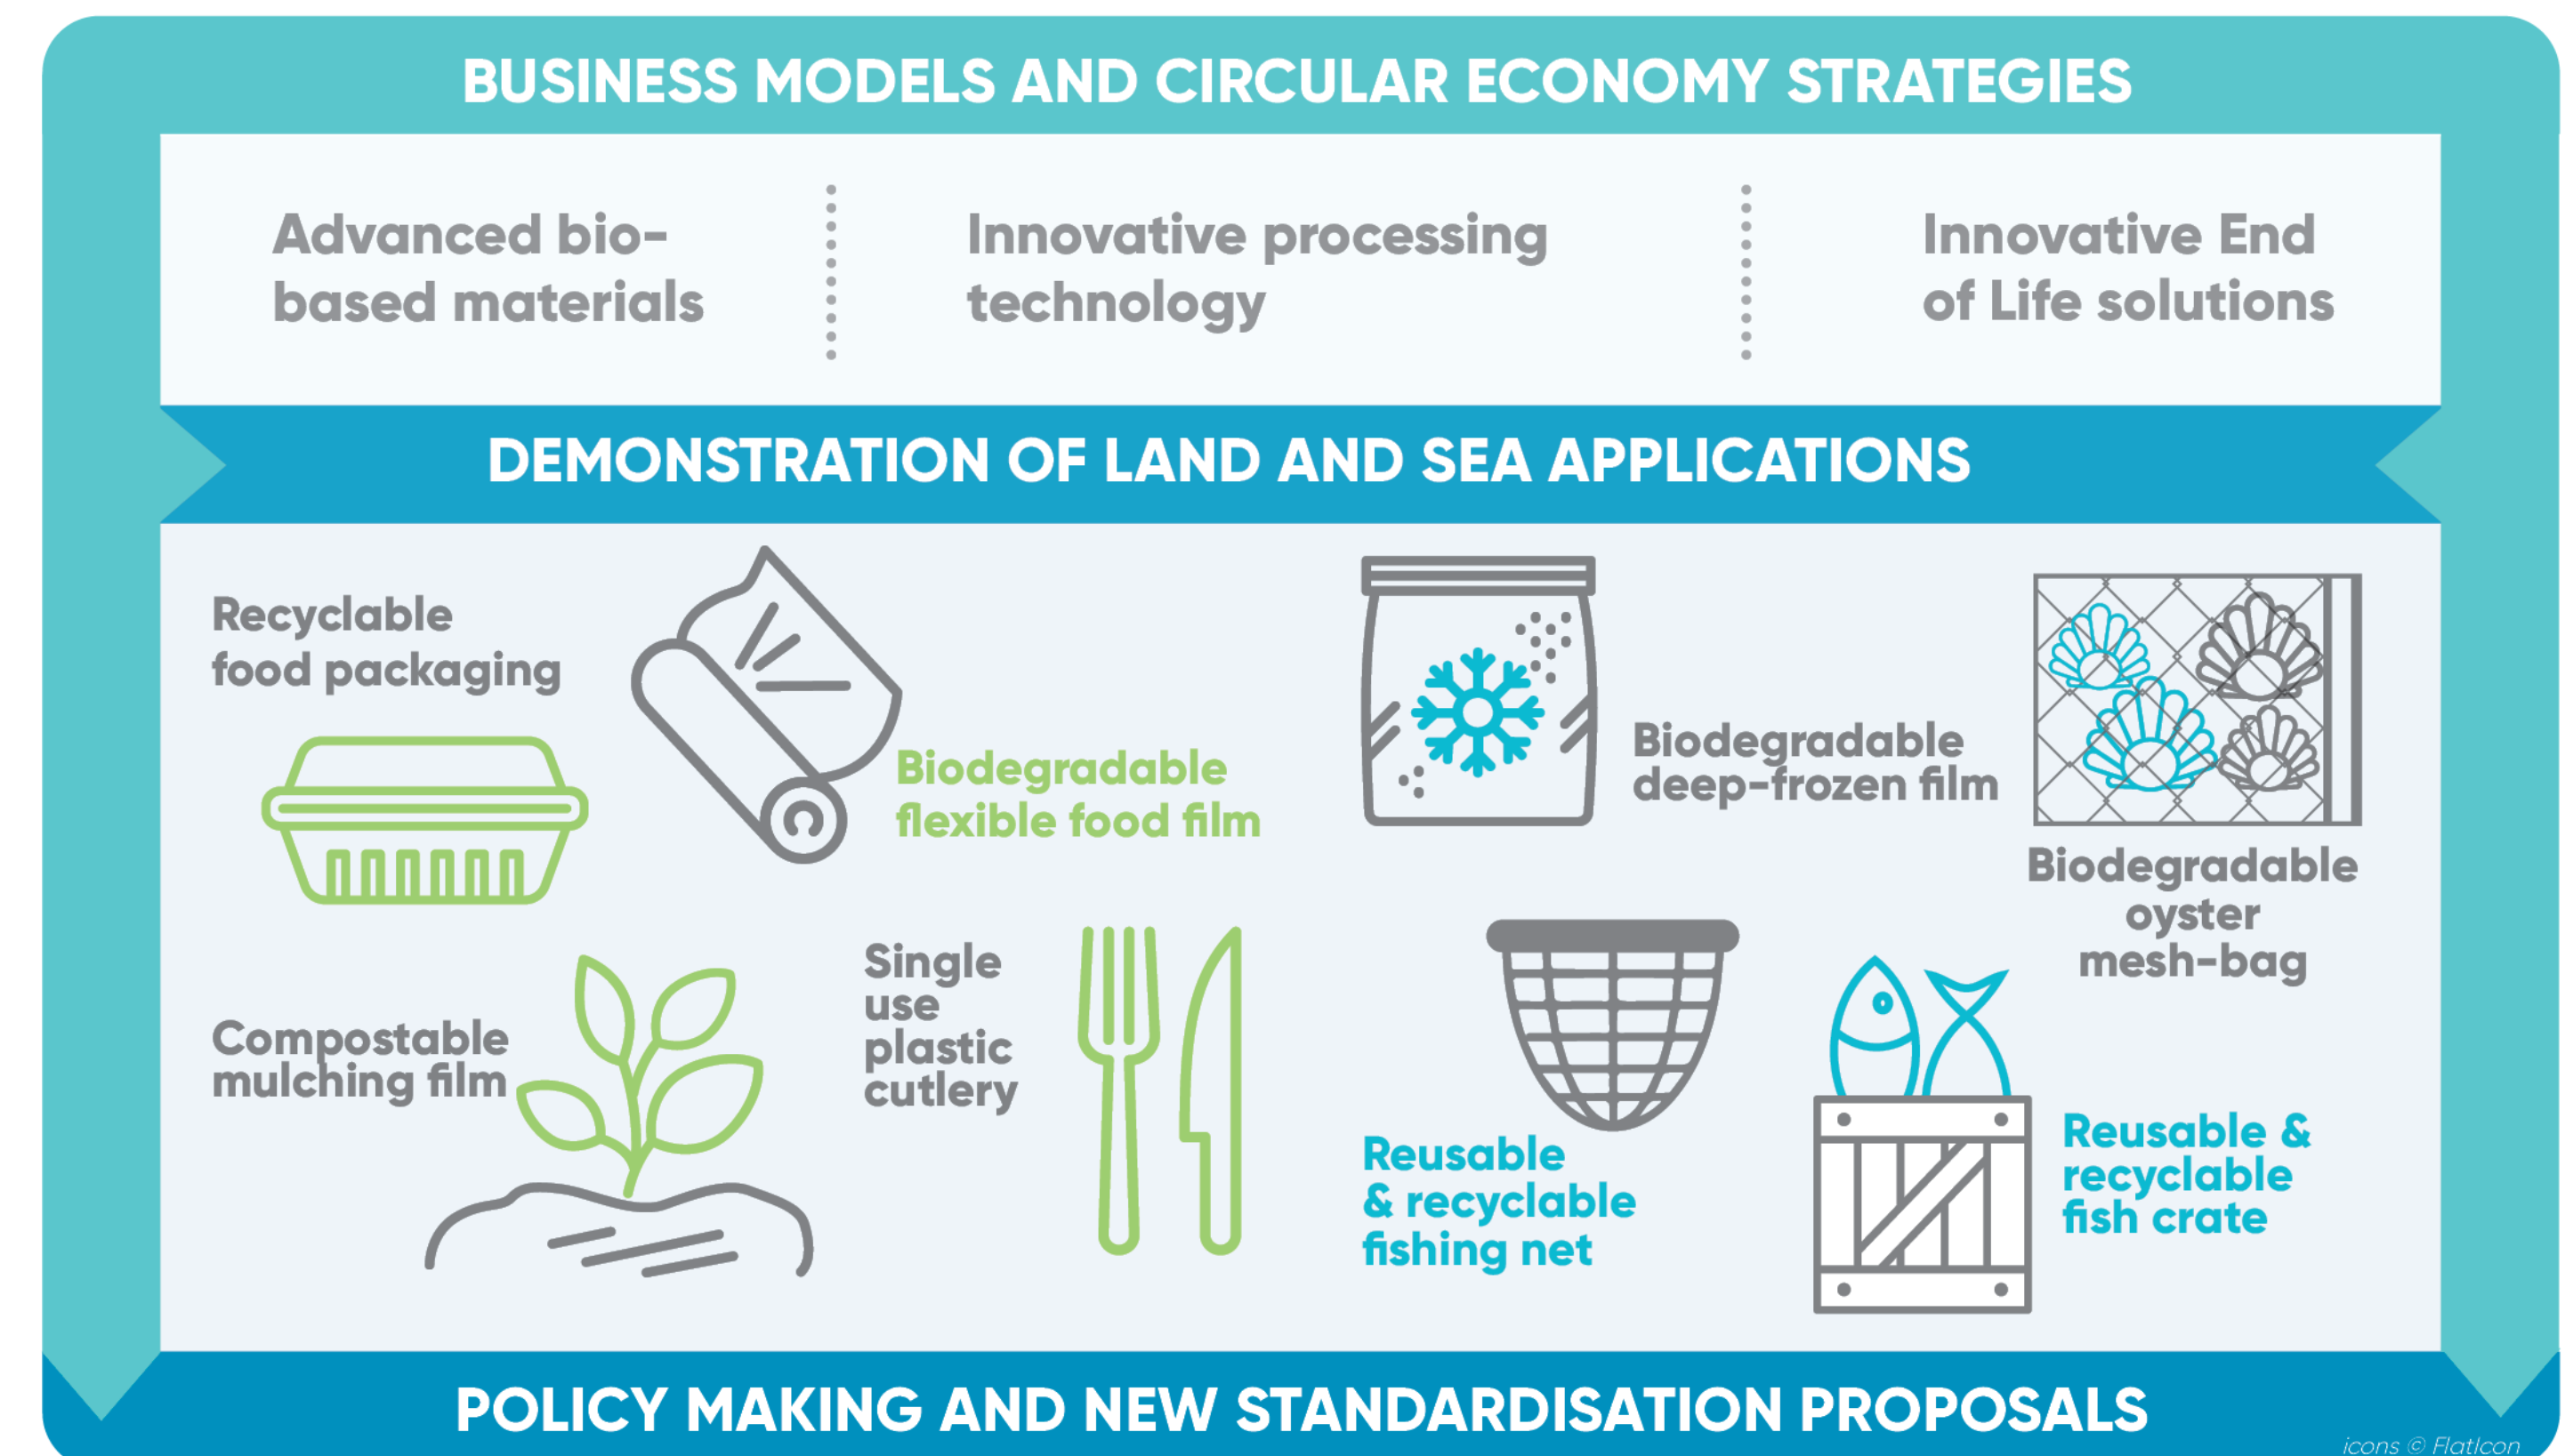 BUSINESS MODELS AND CIRCULAR ECONOMY STRATEGIES
Advanced bio-
based materials
Innovative processing
technology
Innovative End
of Life solutions
DEMONSTRATION OF LAND AND SEA APPLICATIONS
Recyclable
food packaging
Biodegradable
flexible food film
Biodegradable
deep-frozen film
Biodegradable
oyster
mesh-bag
Compostable
mulching film
Single
use
plastic
cutlery
Reusable
& recyclable
fishing net
Reusable &
recyclable
fish crate
POLICY MAKING AND NEW STANDARDISATION PROPOSALS
icons © FlatIcon